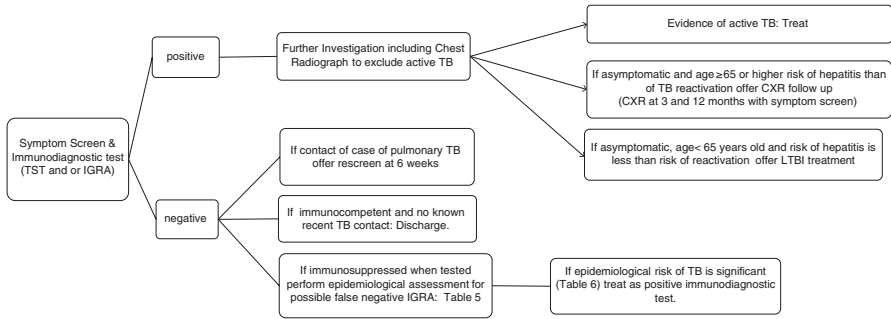 Symptom Screen &
Immunodiagnostic test
(TST and or IGRA)
positive
Further Investigation including Chest
Radiograph to exclude active TB
Evidence of active TB: Treat
If asymptomatic and age ≥65 or higher risk of hepatitis than
of TB reactivation offer CXR follow up
(CXR at 3 and 12 months with symptom screen)
If asymptomatic, age< 65 years old and risk of hepatitis is
less than risk of reactivation offer LTBI treatment
negative
If contact of case of pulmonary TB
offer rescreen at 6 weeks
If immunocompetent and no known
recent TB contact: Discharge.
If immunosuppressed when tested
perform epidemiological assessment for
possible false negative IGRA: Table 5
If epidemiological risk of TB is significant
(Table 6) treat as positive immunodiagnostic
test.